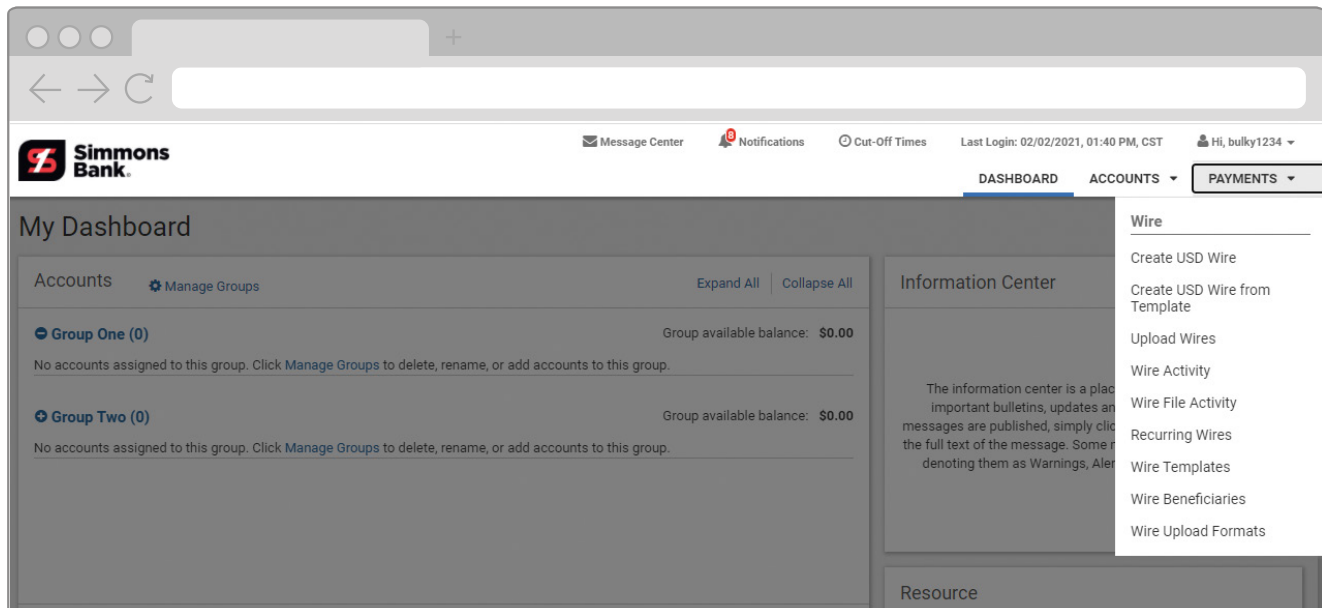 Simmons
Bank.
Message Center
8
Notifications
Cut-Off Times
Last Login: 02/02/2021, 01:40 PM, CST
Hi, bulky1234
DASHBOARD
ACCOUNTS
PAYMENTS
My Dashboard
Accounts
Manage Groups
Expand All
Collapse All
Group One (0)
Group available balance: $0.00
No accounts assigned to this group. Click Manage Groups to delete, rename, or add accounts to this group.
Group Two (0)
Group available balance: $0.00
No accounts assigned to this group. Click Manage Groups to delete, rename, or add accounts to this group.
Information Center
The information center is a plac
important bulletins, updates an
messages are published, simply clic
the full text of the message. Some
denoting them as Warnings, Aler
Resource
Wire
Create USD Wire
Create USD Wire from
Template
Upload Wires
Wire Activity
Wire File Activity
Recurring Wires
Wire Templates
Wire Beneficiaries
Wire Upload Formats